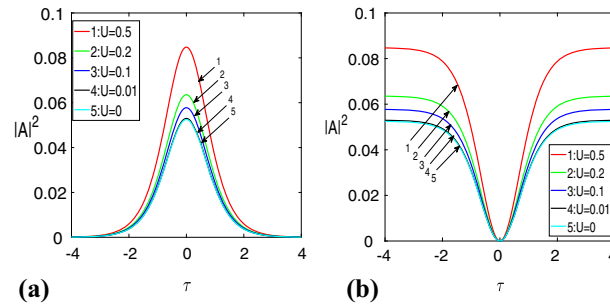 0.1
0.08
0.06
0.04
0.02
0
|A|²
1:U=0.5
2:U=0.2
3:U=0.1
4:U=0.01
5:U=0
1
2
3
4
5
-4 -2 0 2 4
(a)
τ
0.1
0.08
0.06
0.04
0.02
0
|A|²
1 2 3 4 5
1:U=0.5
2:U=0.2
3:U=0.1
4:U=0.01
5:U=0
-4 -2 0 2 4
(b)
τ